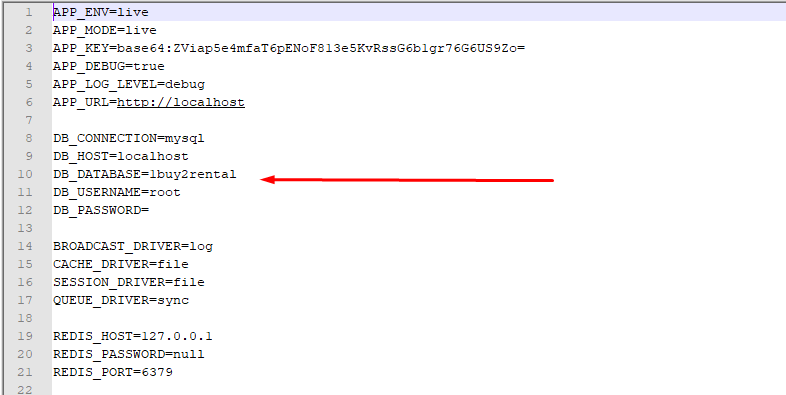 1 APP_ENV=live
2 APP_MODE=live
3 APP_KEY=base64:ZViap5e4mfaT6pENoF813e5KvRssG6blgr76G6US9Zo=
4 APP_DEBUG=true
5 APP_LOG_LEVEL=debug
6 APP_URL=http://localhost
7
8 DB_CONNECTION=mysql
9 DB_HOST=localhost
10 DB_DATABASE=1buy2rental
11 DB_USERNAME=root
12 DB_PASSWORD=
13
14 BROADCAST_DRIVER=log
15 CACHE_DRIVER=file
16 SESSION_DRIVER=file
17 QUEUE_DRIVER=sync
18
19 REDIS_HOST=127.0.0.1
20 REDIS_PASSWORD=null
21 REDIS_PORT=6379
22